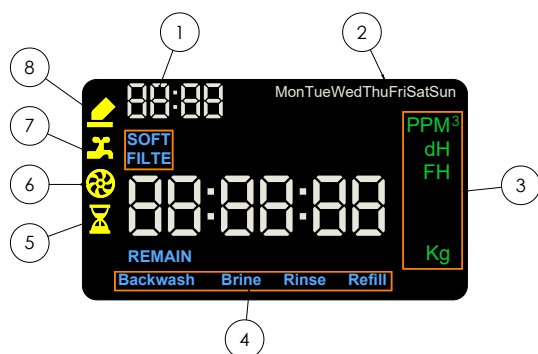 1
2
8
88:88
MonTueWedThuFriSatSun
7
SOFT
FILTE
PPM3
dH
FH
6
88:88:88
3
5
REMAIN
Kg
Backwash Brine Rinse Refill
4